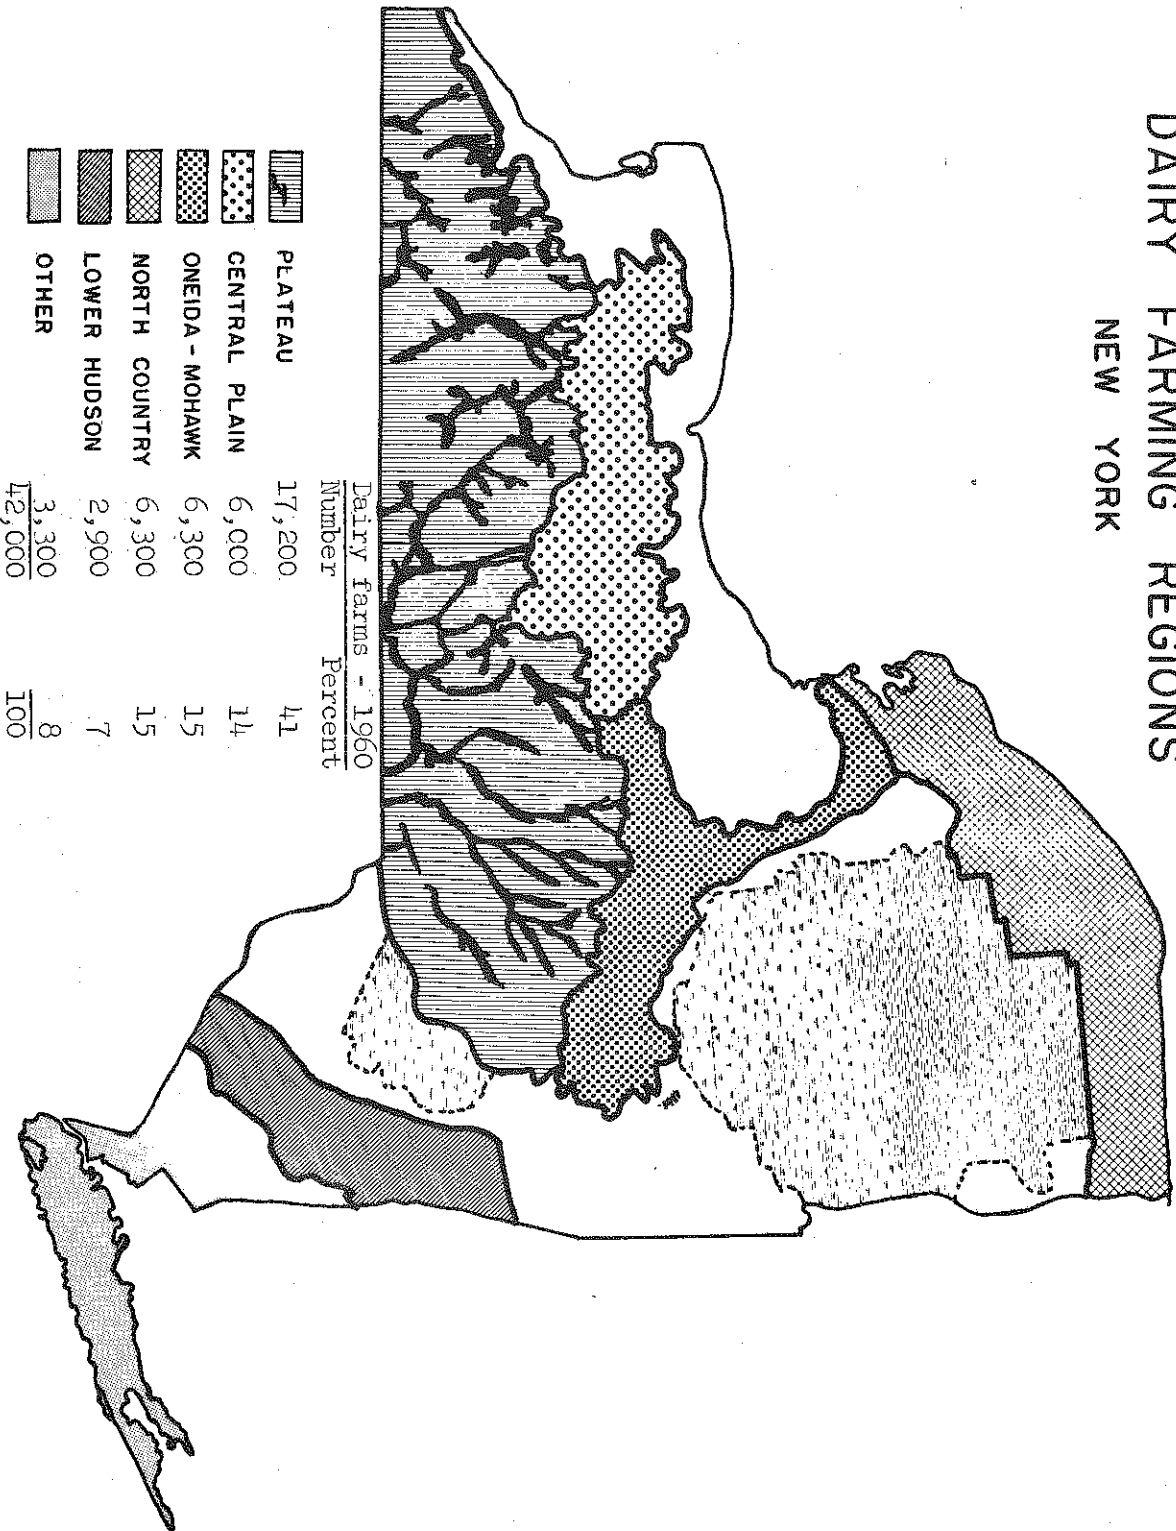 DAIRY FARMING REGIONS
NEW YORK
Dairy farms - 1960
Number Percent
PLATEAU 17,200 41
CENTRAL PLAIN 6,000 14
ONEIDA - MOHAWK 6,300 15
NORTH COUNTRY 6,300 15
LOWER HUDSON 2,900 7
OTHER 3,300 8
42,000 100